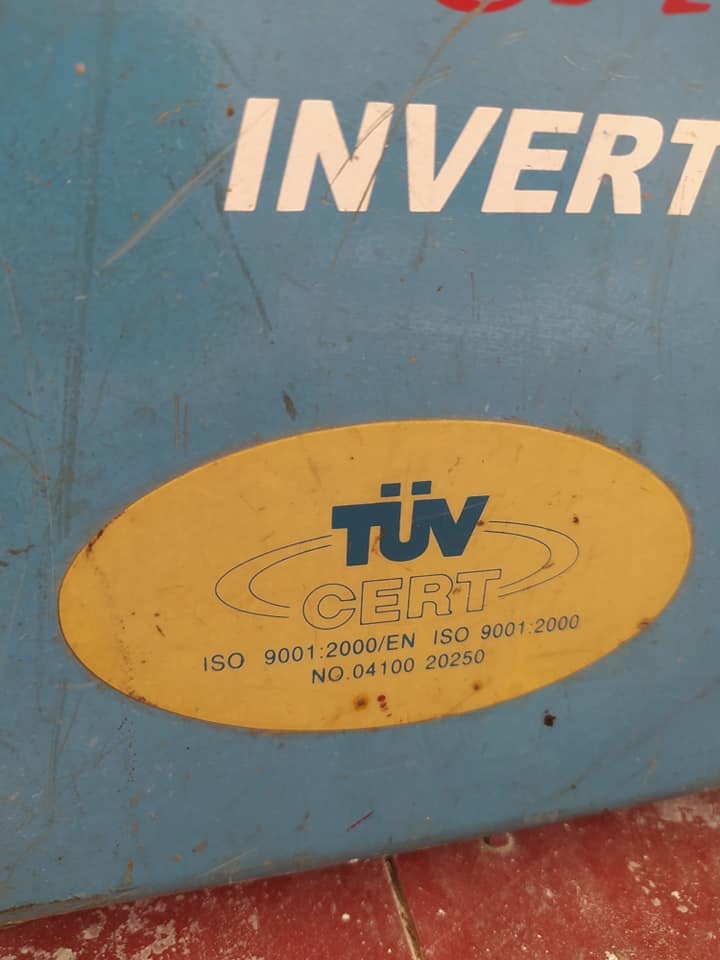 INVERT
TÜV
CERT
ISO 9001:2000/EN ISO 9001:2000
NO.04100 20250